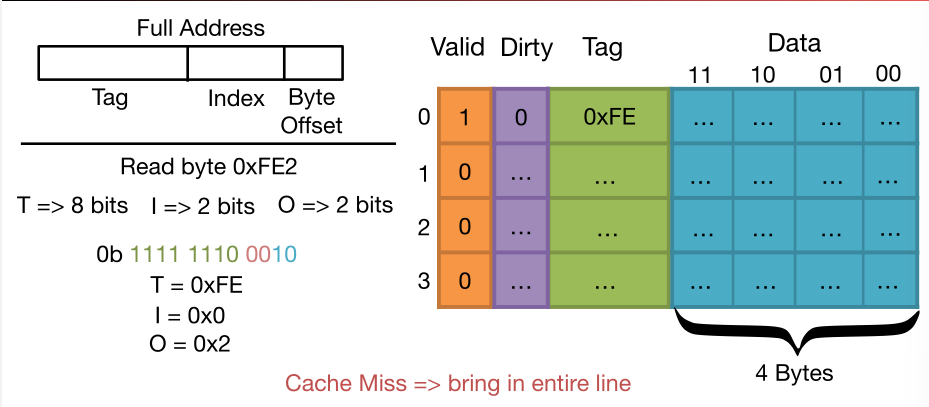 Full Address
Tag Index Byte
Offset
Read byte 0xFE2
T => 8 bits I => 2 bits O => 2 bits
0b 1111 1110 0010
T = 0xFE
I = 0x0
O = 0x2
Valid Dirty Tag Data
11 10 01 00
0 1 0 0xFE ... ... ... ...
1 0 ... ... ... ... ... ...
2 0 ... ... ... ... ... ...
3 0 ... ... ... ... ... ...
4 Bytes
Cache Miss => bring in entire line